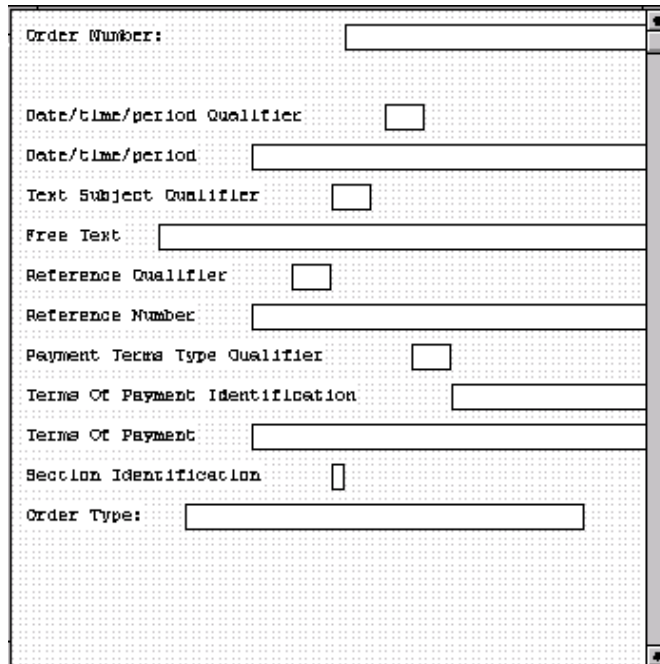 Order Number:
Date/time/period Qualifier
Date/time/period
Text Subject Qualifier
Free Text
Reference Qualifier
Reference Number
Payment Terms Type Qualifier
Terms Of Payment Identification
Terms Of Payment
Section Identification
Order Type: